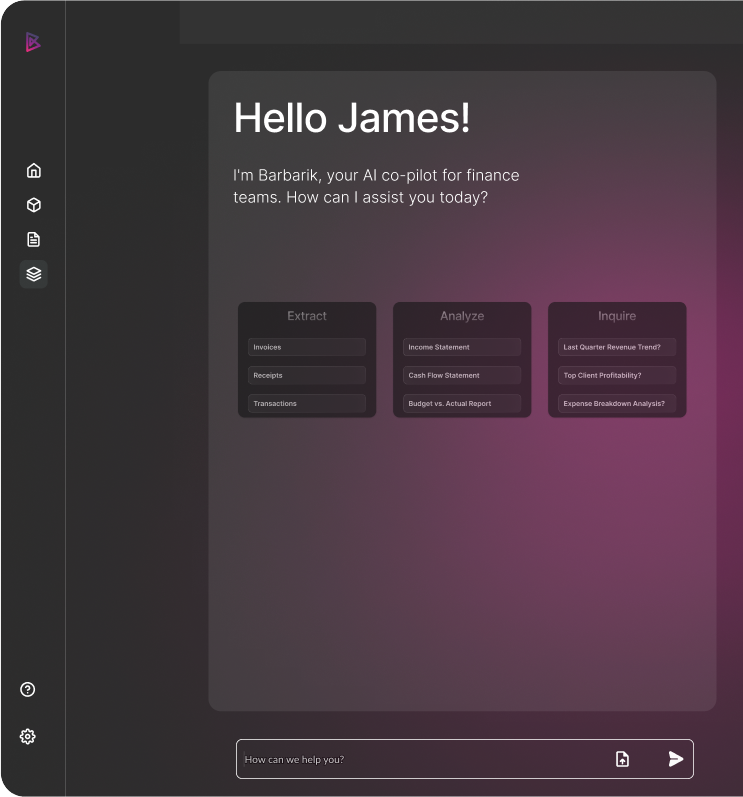 Hello James!
I'm Barbarik, your AI co-pilot for finance
teams. How can I assist you today?
Extract
Invoices
Receipts
Transactions
Analyze
Income Statement
Cash Flow Statement
Budget vs. Actual Report
Inquire
Last Quarter Revenue Trend?
Top Client Profitability?
Expense Breakdown Analysis?
How can we help you?